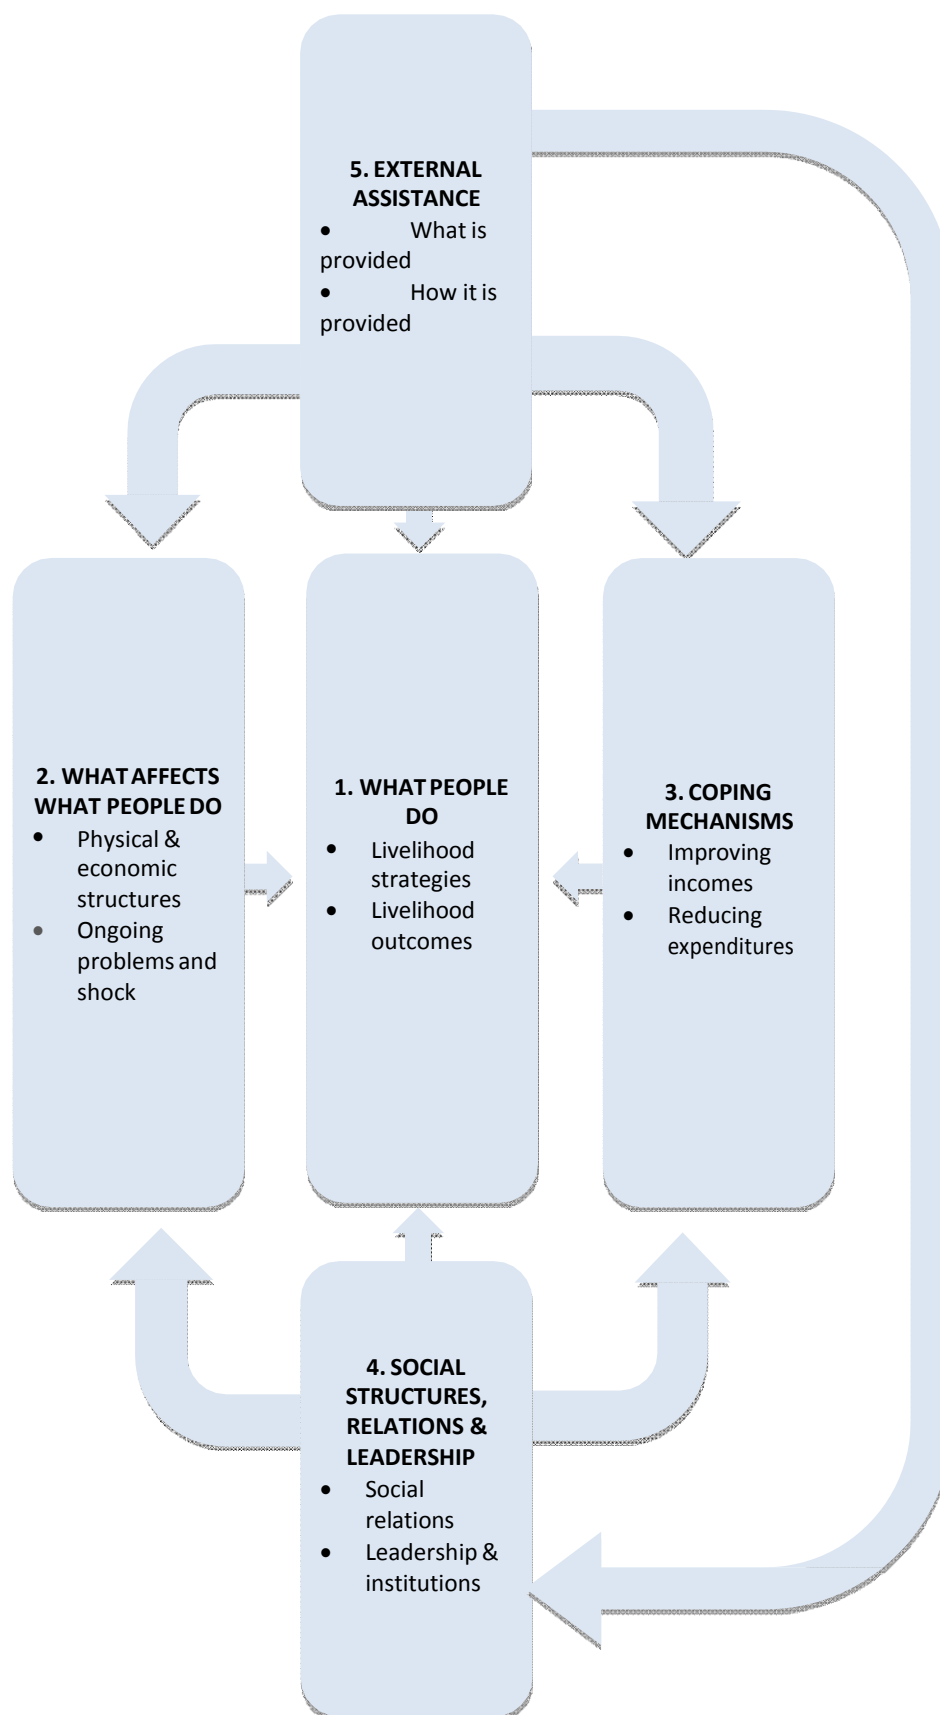 5. EXTERNAL
ASSISTANCE
• What is
provided
• How it is
provided
2. WHAT AFFECTS
WHAT PEOPLE DO
• Physical &
economic
structures
• Ongoing
problems and
shock
1. WHAT PEOPLE
DO
• Livelihood
strategies
• Livelihood
outcomes
3. COPING
MECHANISMS
• Improving
incomes
• Reducing
expenditures
4. SOCIAL
STRUCTURES,
RELATIONS &
LEADERSHIP
• Social
relations
• Leadership &
institutions